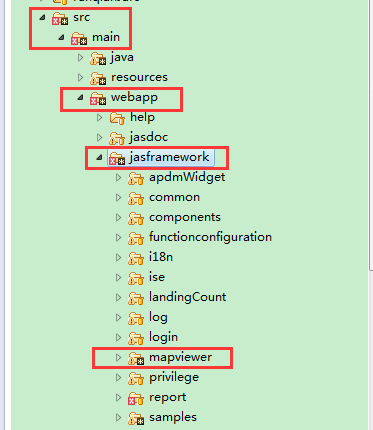 src
main
java
resources
webapp
help
jasdoc
jasframework
apdmWidget
common
components
functionconfiguration
i18n
ise
landingCount
log
login
mapviewer
privilege
report
samples